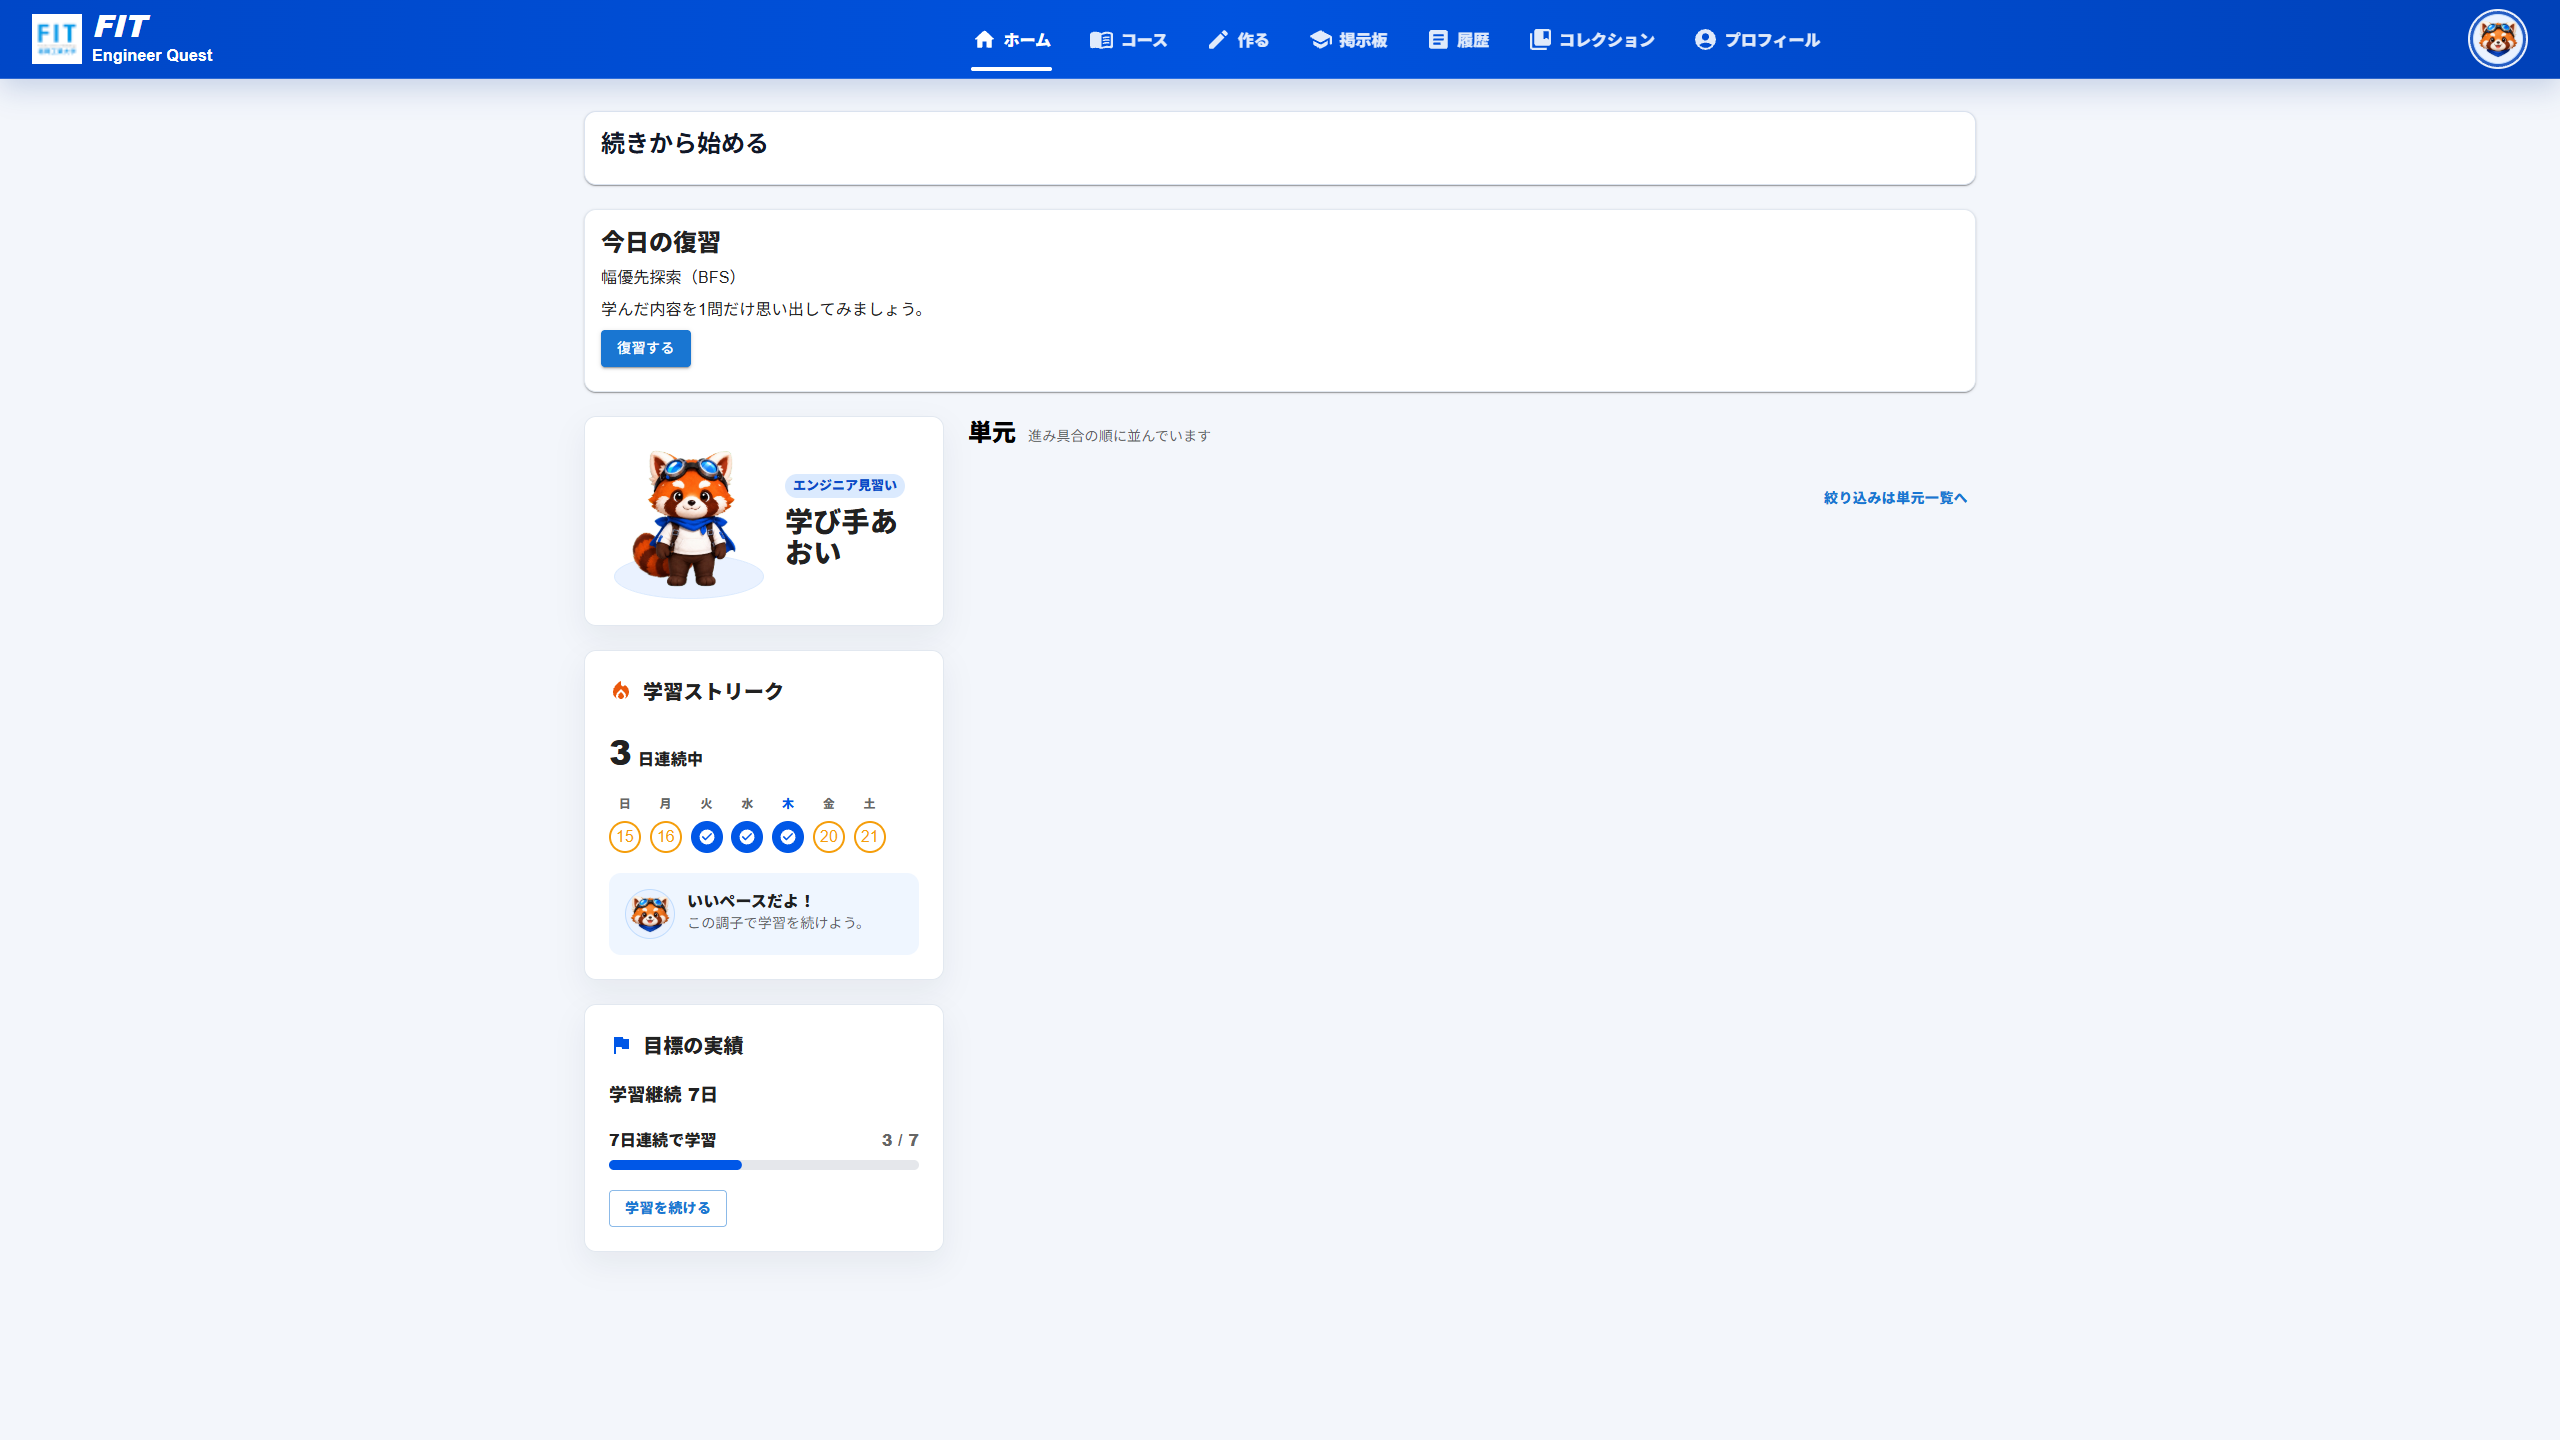 FIT
FIT
Engineer Quest
ホーム
コース
作る
掲示板
履歴
コレクション
プロフィール
続きから始める
今日の復習
幅優先探索（BFS）
学んだ内容を1問だけ思い出してみましょう。
復習する
エンジニア見習い
学び手あ
おい
単元 進み具合の順に並んでいます
絞り込みは単元一覧へ
学習ストリーク
3 日連続中
日 月 火 水 木 金 土
15 16 20 21
いいペースだよ！
この調子で学習を続けよう。
目標の実績
学習継続 7日
7日連続で学習 3 / 7
学習を続ける